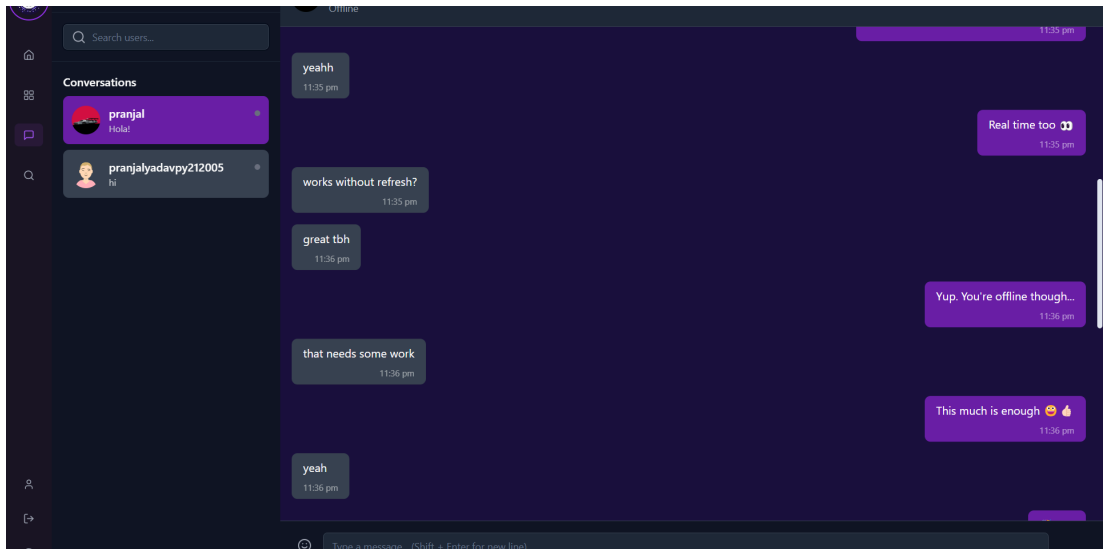 Offline
Search users...
Conversations
pranjal
Hola!
pranjalyadavpy212005
hi
11:35 pm
yeahh
11:35 pm
Real time too 👀
11:35 pm
works without refresh?
11:35 pm
great tbh
11:36 pm
Yup. You're offline though...
11:36 pm
that needs some work
11:36 pm
This much is enough 😄👍🏻
11:36 pm
yeah
11:36 pm
Type a message... (Shift + Enter for new line)